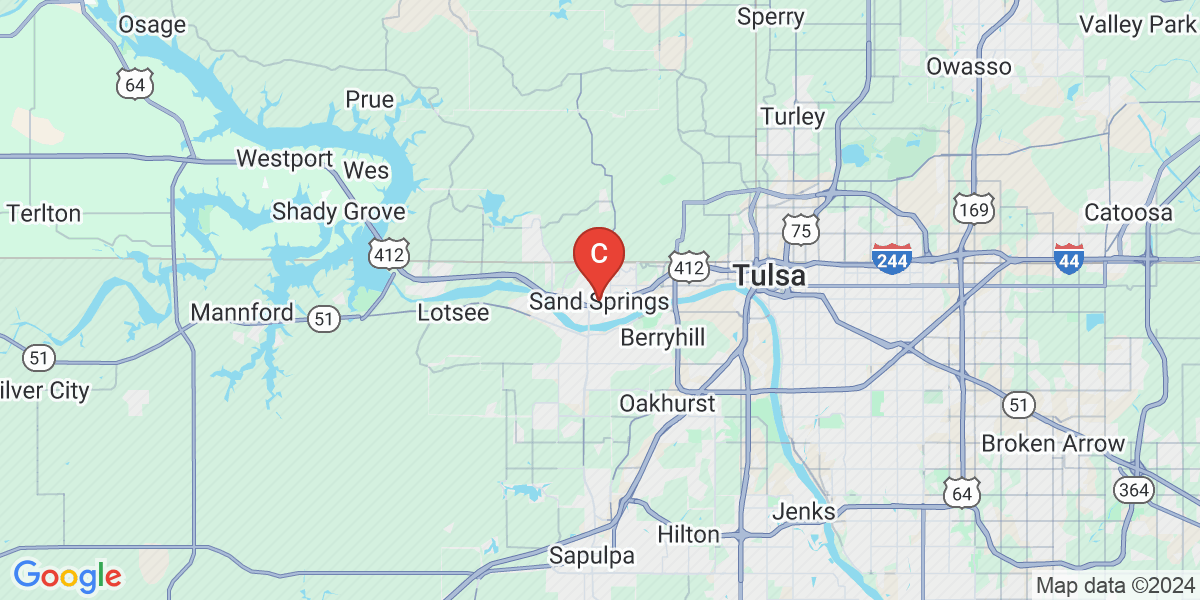 Osage
Sperry
Valley Park
Owasso
64
Prue
Turley
Westport
Wes
Terlton
Shady Grove
169
Catoosa
75
412
C
412
Tulsa
244
44
Mannford
51
Lotsee
Sand Springs
Berryhill
51
ilver City
Oakhurst
51
Broken Arrow
64
364
Jenks
Hilton
Sapulpa
Google
Map data ©2024